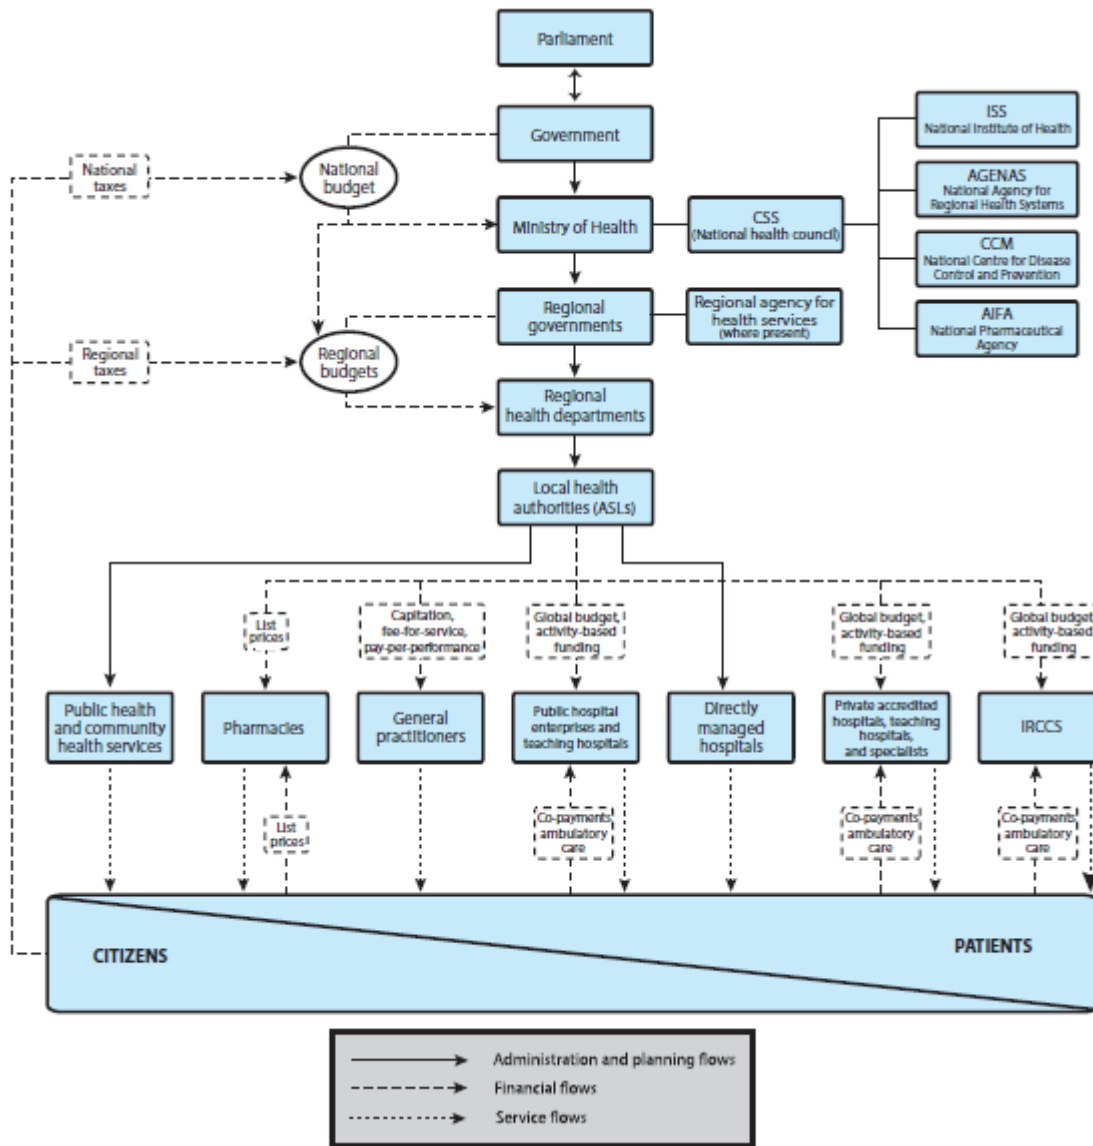 Parliament
Government
National
taxes
National
budget
ISS
National Institute of Health
AGENAS
National Agency for
Regional Health Systems
Ministry of Health
CSS
(National health council)
CCM
National Centre for Disease
Control and Prevention
Regional
governments
Regional agency for
health services
(where present)
AIFA
National Pharmaceutical
Agency
Regional
taxes
Regional
budgets
Regional
health departments
Local health
authorities (ASLs)
List
prices
Capitation,
fee-for-service,
pay-per-performance
Global budget,
activity-based
funding
Global budget,
activity-based
funding
Global budget,
activity-based
funding
Public health
and community
health services
Pharmacies
General
practitioners
Public hospital
enterprises and
teaching hospitals
Directly
managed
hospitals
Private accredited
hospitals, teaching
hospitals,
and specialists
IRCCS
List
prices
Co-payments
ambulatory
care
Co-payments
ambulatory
care
Co-payments
ambulatory
care
CITIZENS
PATIENTS
Administration and planning flows
Financial flows
Service flows